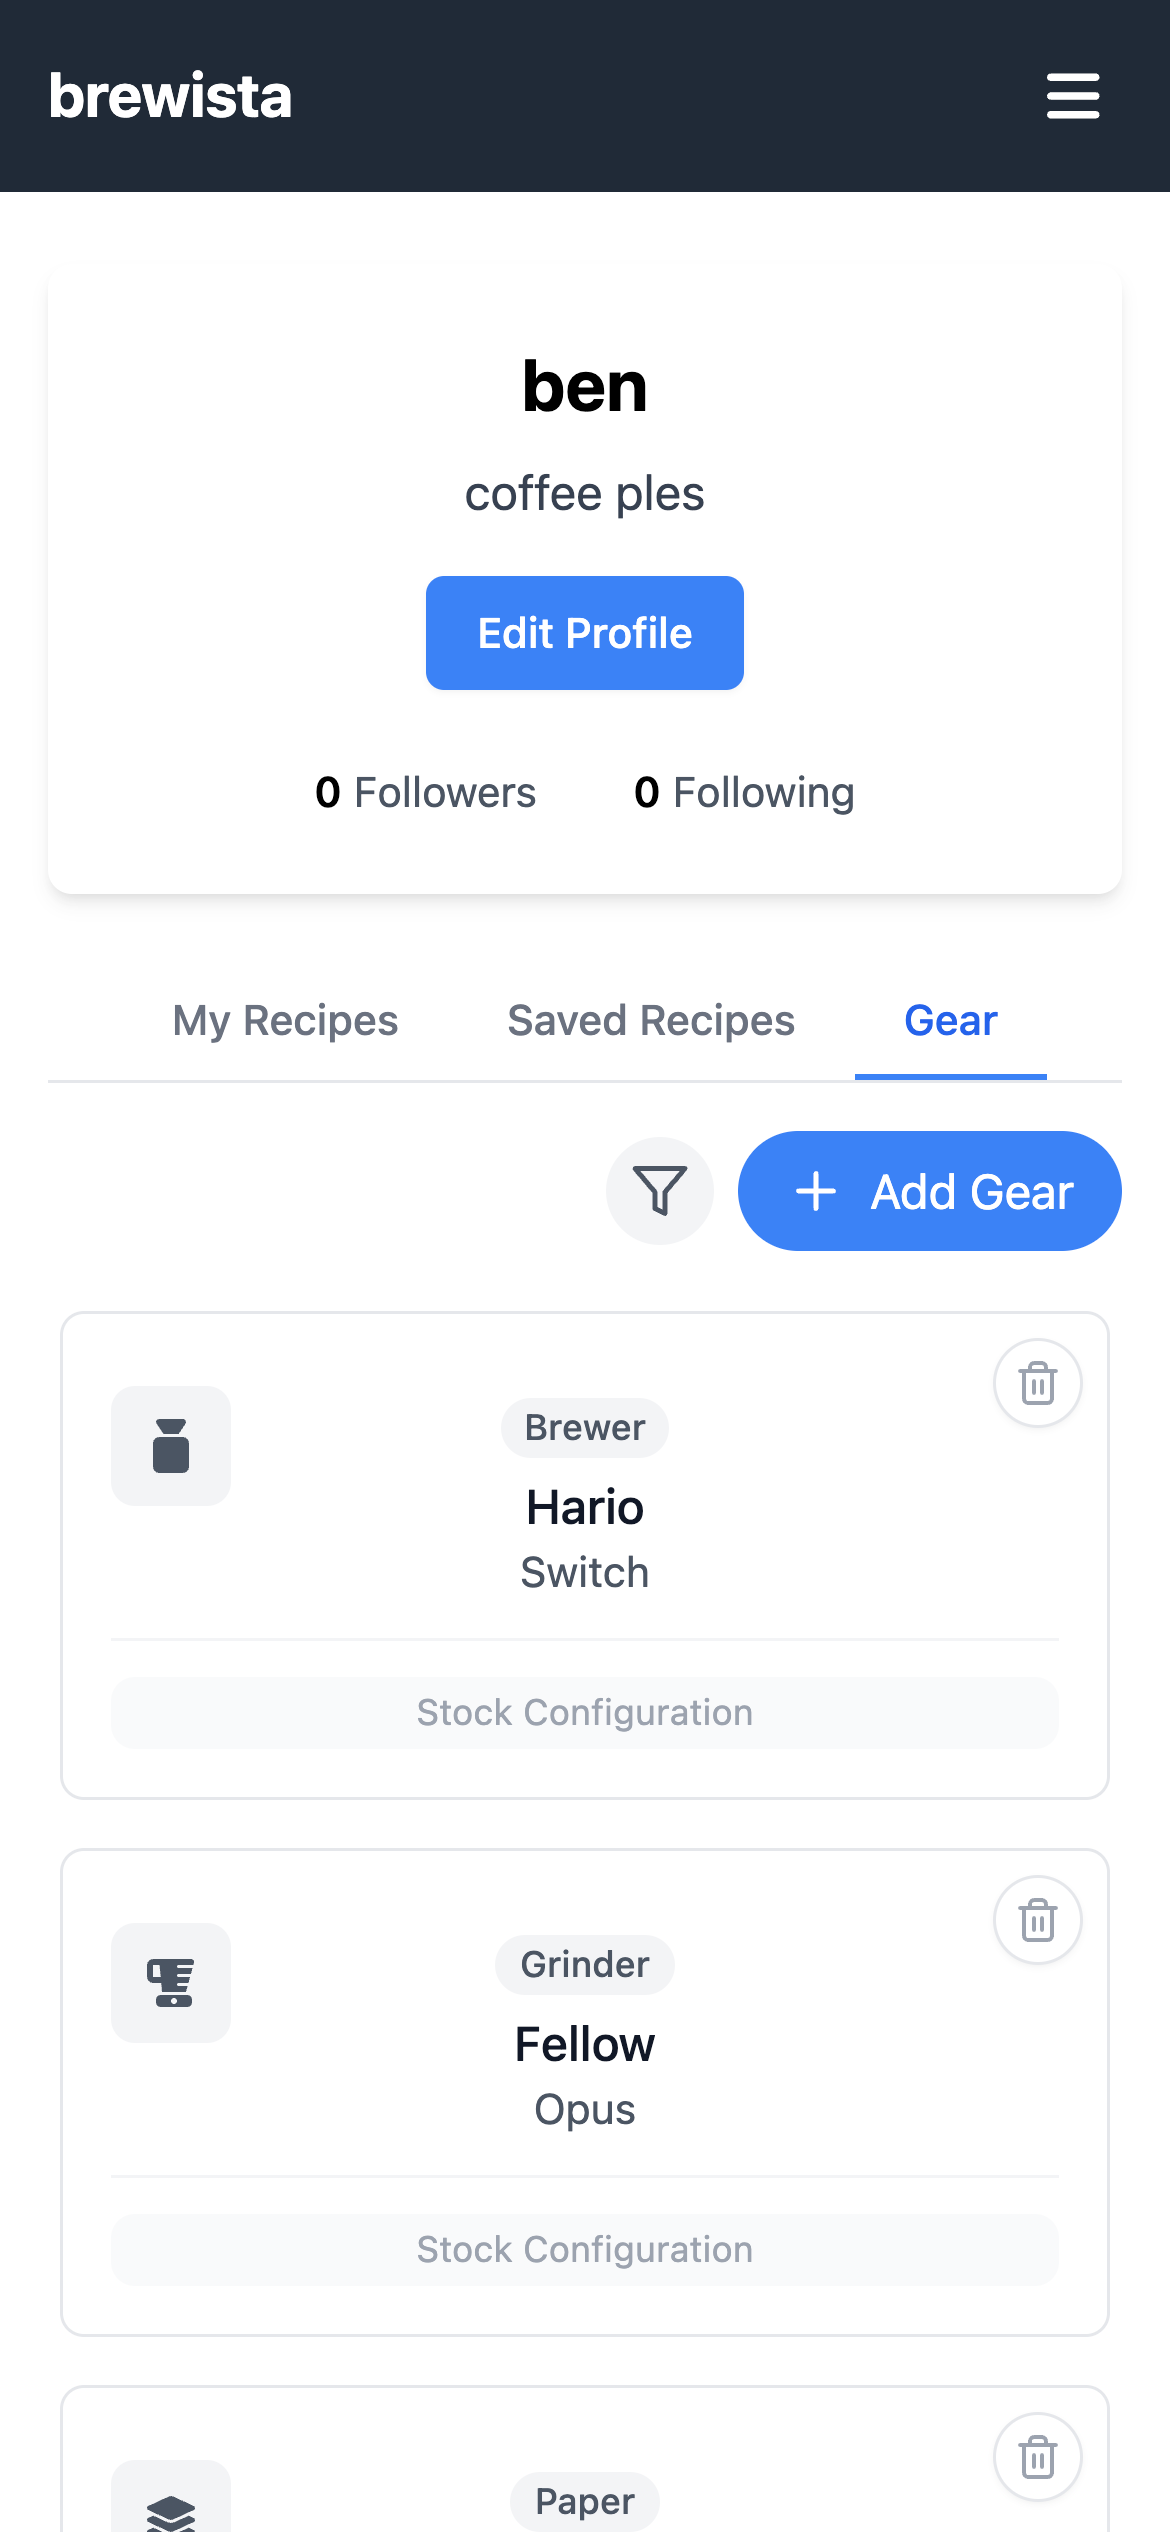 brewista
ben
coffee ples
Edit Profile
0 Followers 0 Following
My Recipes Saved Recipes Gear
Add Gear
Brewer
Hario
Switch
Stock Configuration
Grinder
Fellow
Opus
Stock Configuration
Paper